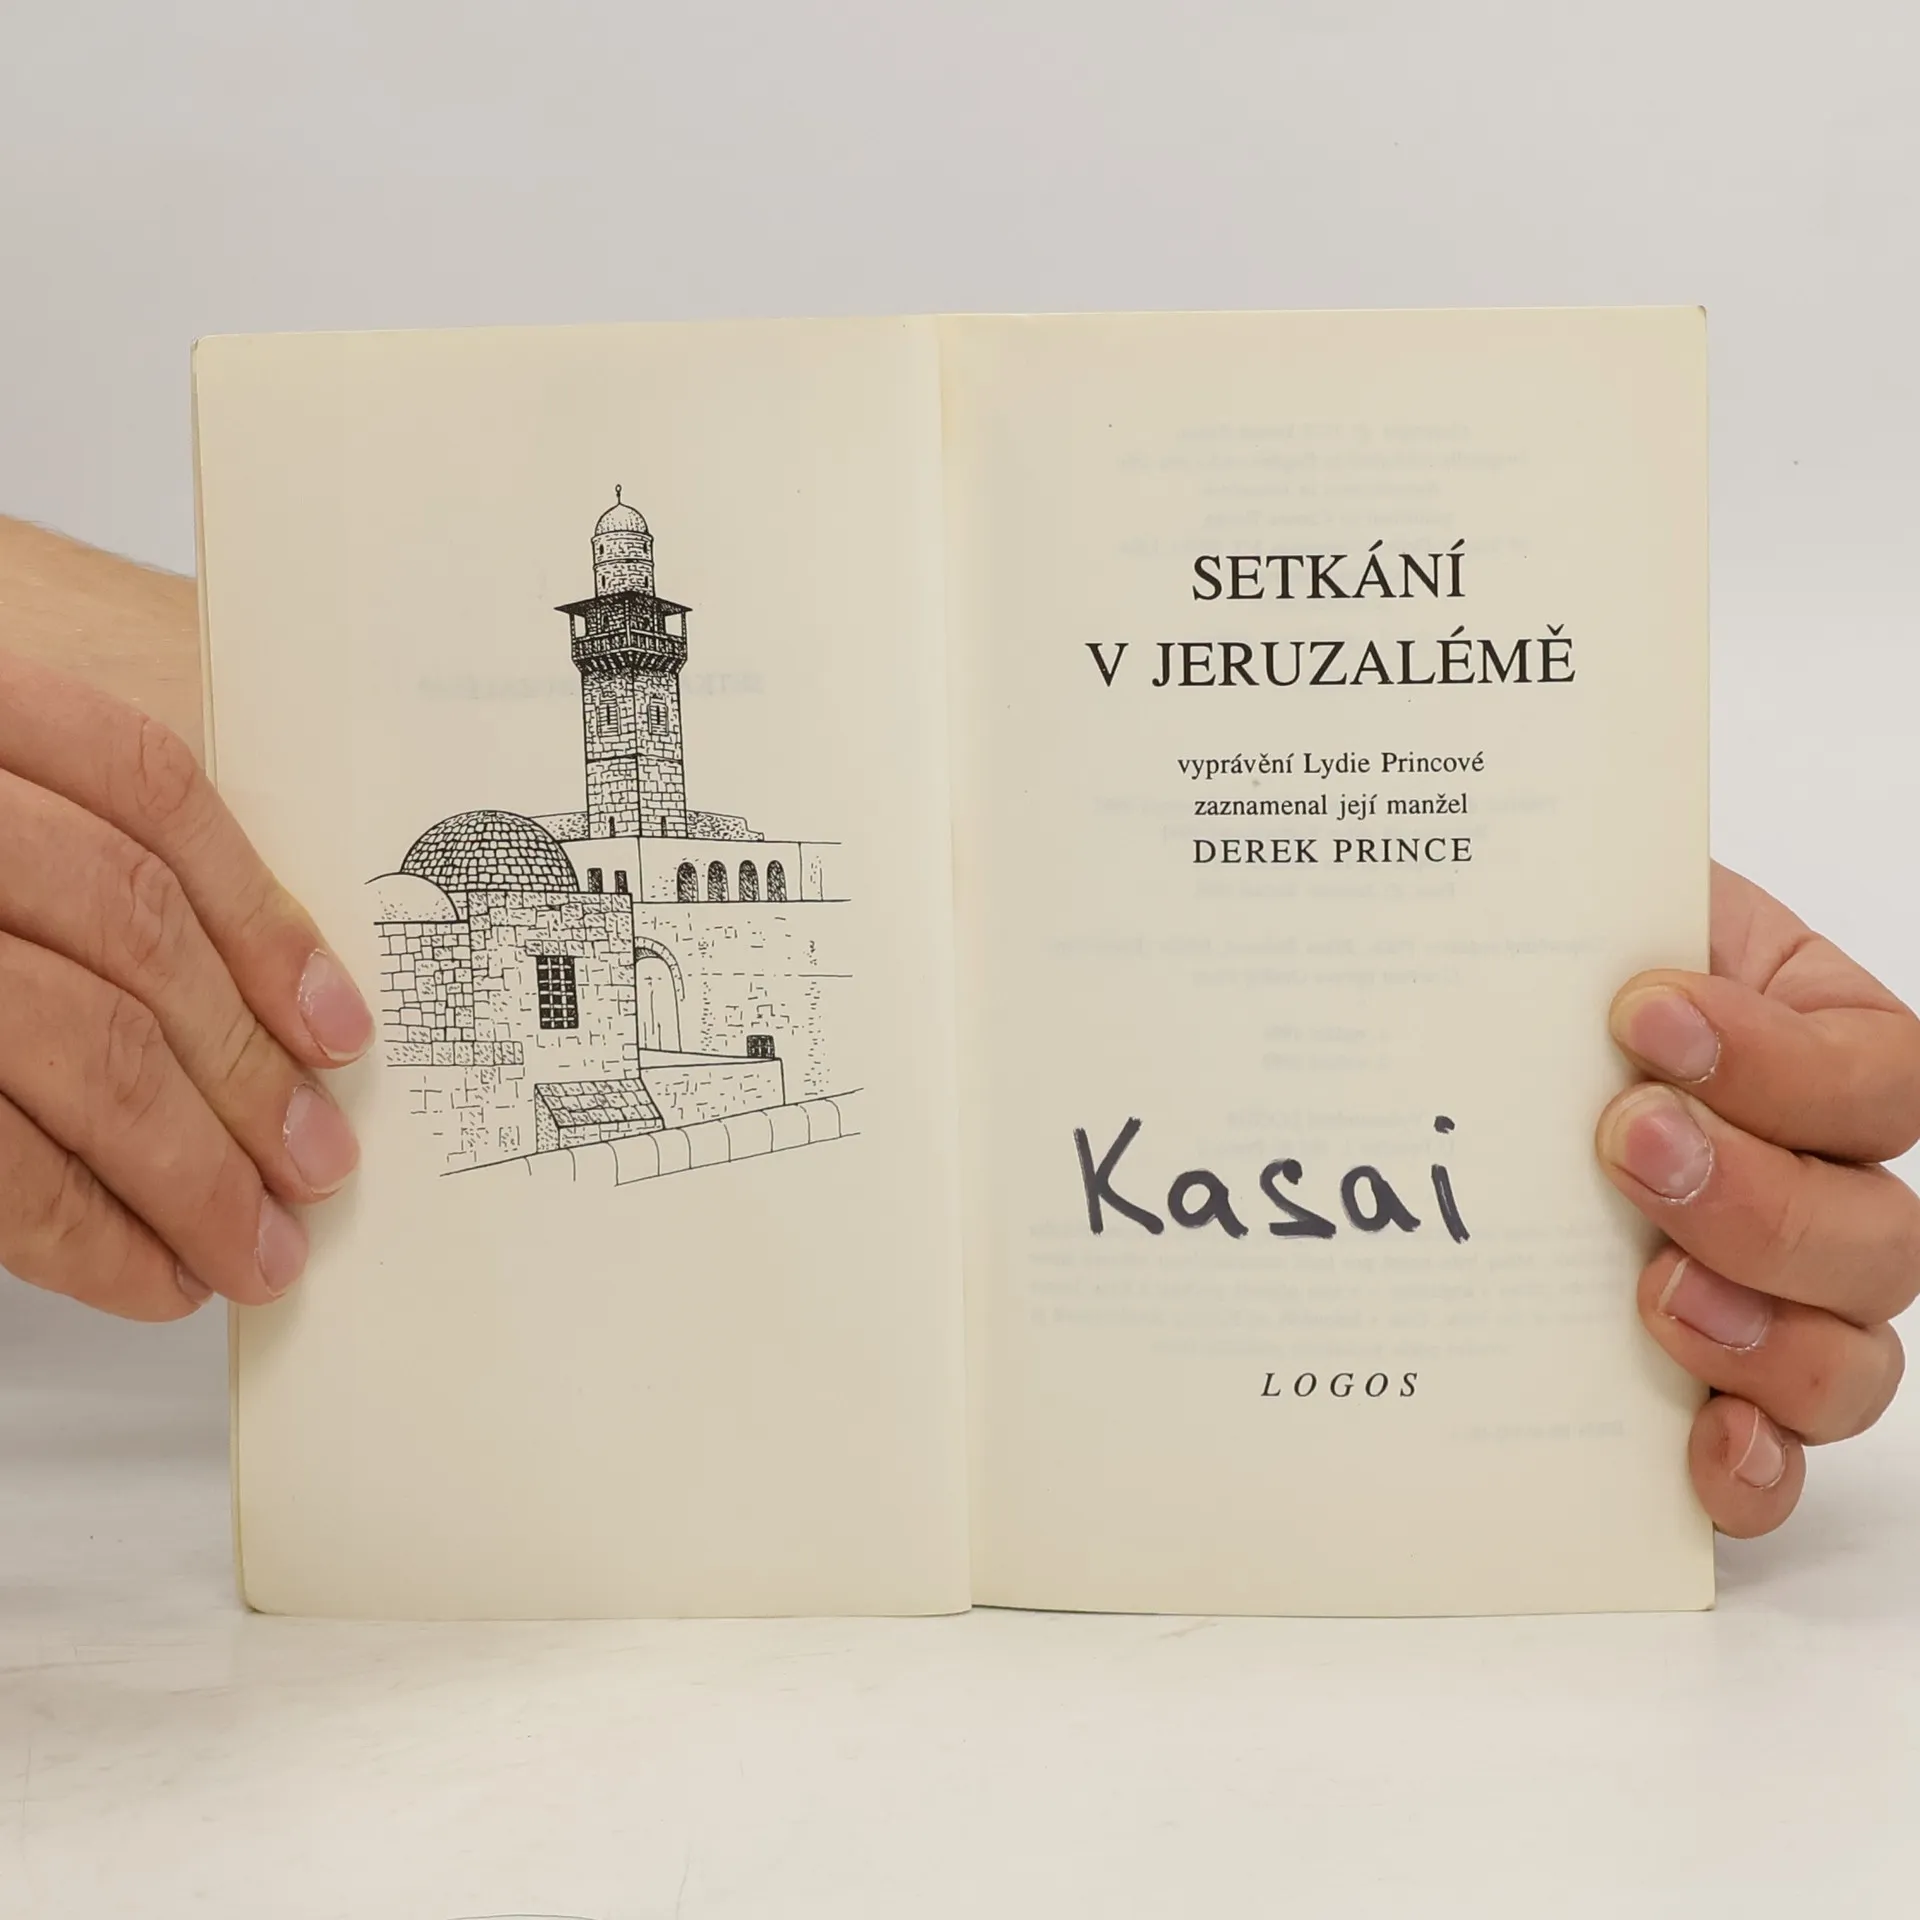 SETKÁNÍ
V JERUZALÉMĚ
vyprávění Lydie Princové
zaznamenal její manžel
DEREK PRINCE
Kasai
LOGOS